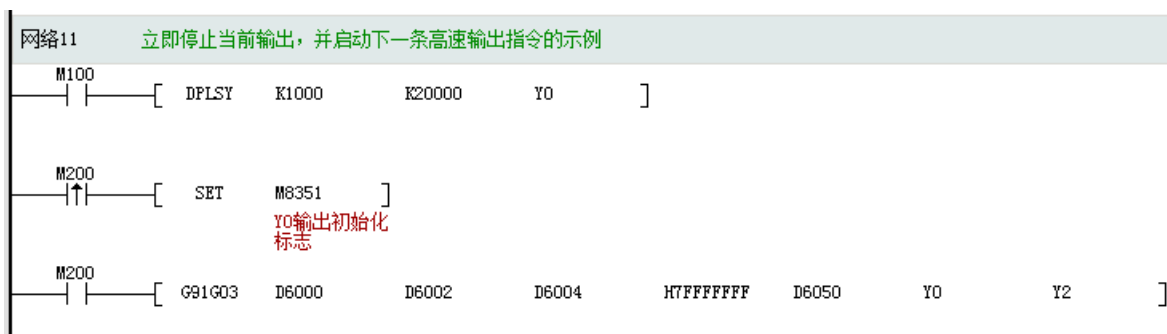 网络11 立即停止当前输出，并启动下一条高速输出指令的示例
M100
DPLSY K1000 K20000 Y0
M200
SET M8351
Y0输出初始化
标志
M200
G91G03 D6000 D6002 D6004 H7FFFFFFF D6050 Y0 Y2